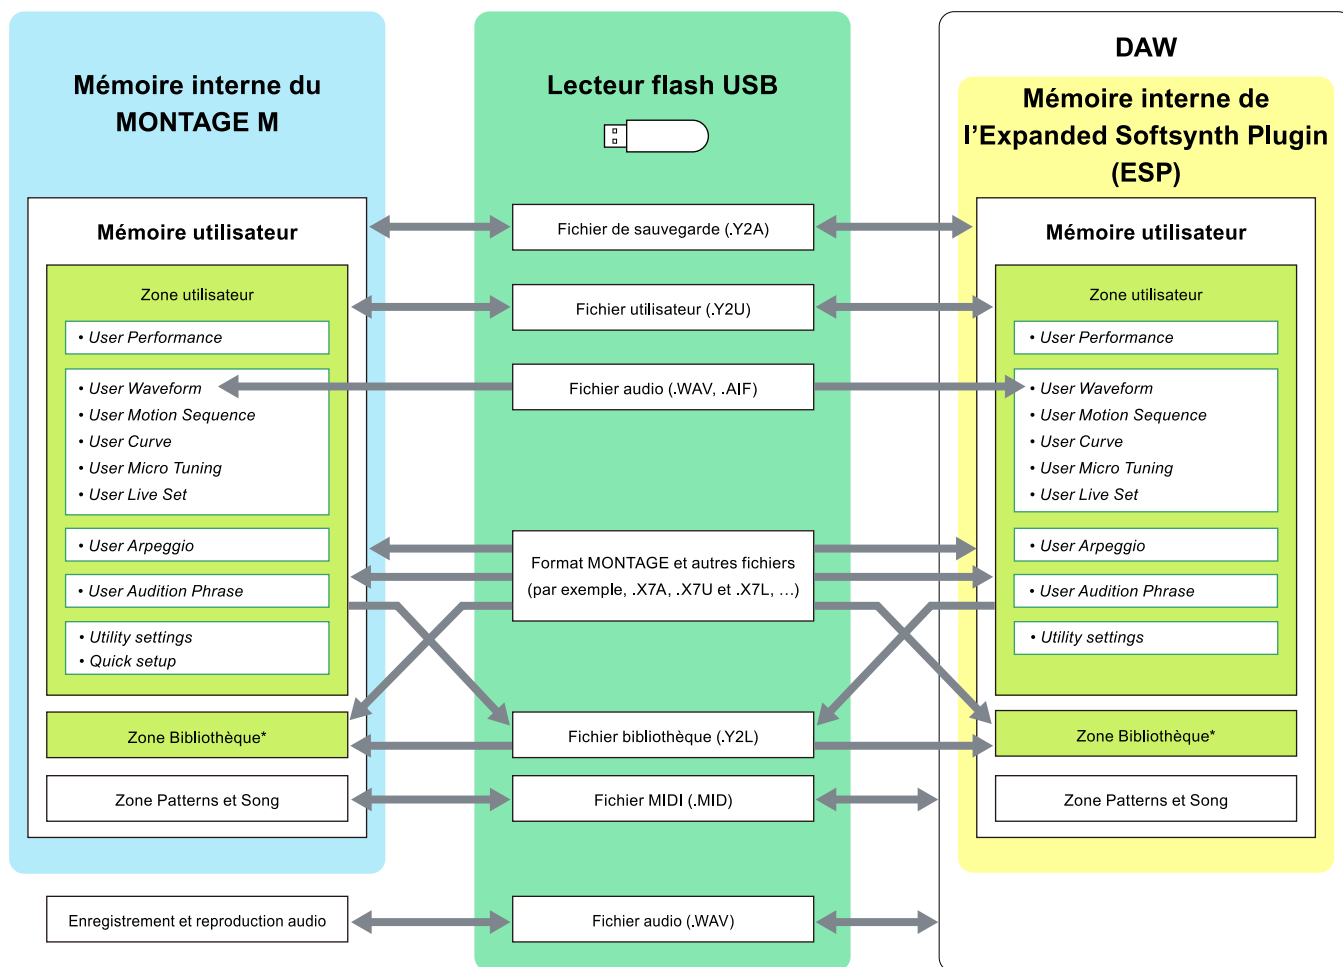 Mémoire interne du
MONTAGE M
Mémoire utilisateur
Zone utilisateur
• User Performance
• User Waveform
• User Motion Sequence
• User Curve
• User Micro Tuning
• User Live Set
• User Arpeggio
• User Audition Phrase
• Utility settings
• Quick setup
Zone Bibliothèque*
Zone Patterns et Song
Enregistrement et reproduction audio
Lecteur flash USB
Fichier de sauvegarde (.Y2A)
Fichier utilisateur (.Y2U)
Fichier audio (.WAV, .AIF)
Format MONTAGE et autres fichiers
(par exemple, .X7A, .X7U et .X7L, …)
Fichier bibliothèque (.Y2L)
Fichier MIDI (.MID)
Fichier audio (.WAV)
DAW
Mémoire interne de
l’Expanded Softsynth Plugin
(ESP)
Mémoire utilisateur
Zone utilisateur
• User Performance
• User Waveform
• User Motion Sequence
• User Curve
• User Micro Tuning
• User Live Set
• User Arpeggio
• User Audition Phrase
• Utility settings
Zone Bibliothèque*
Zone Patterns et Song